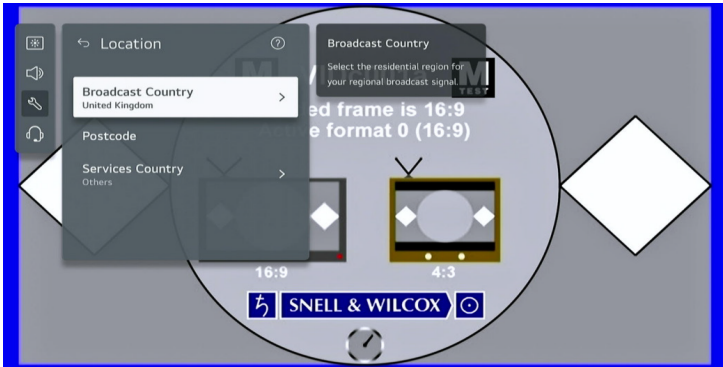 Location
Broadcast Country
United Kingdom
Postcode
Services Country
Others
Broadcast Country
Select the residential region for
your regional broadcast signal.
M
TEST
ed frame is 16:9
e format 0 (16:9)
16:9
4:3
ち SNELL & WILCOX